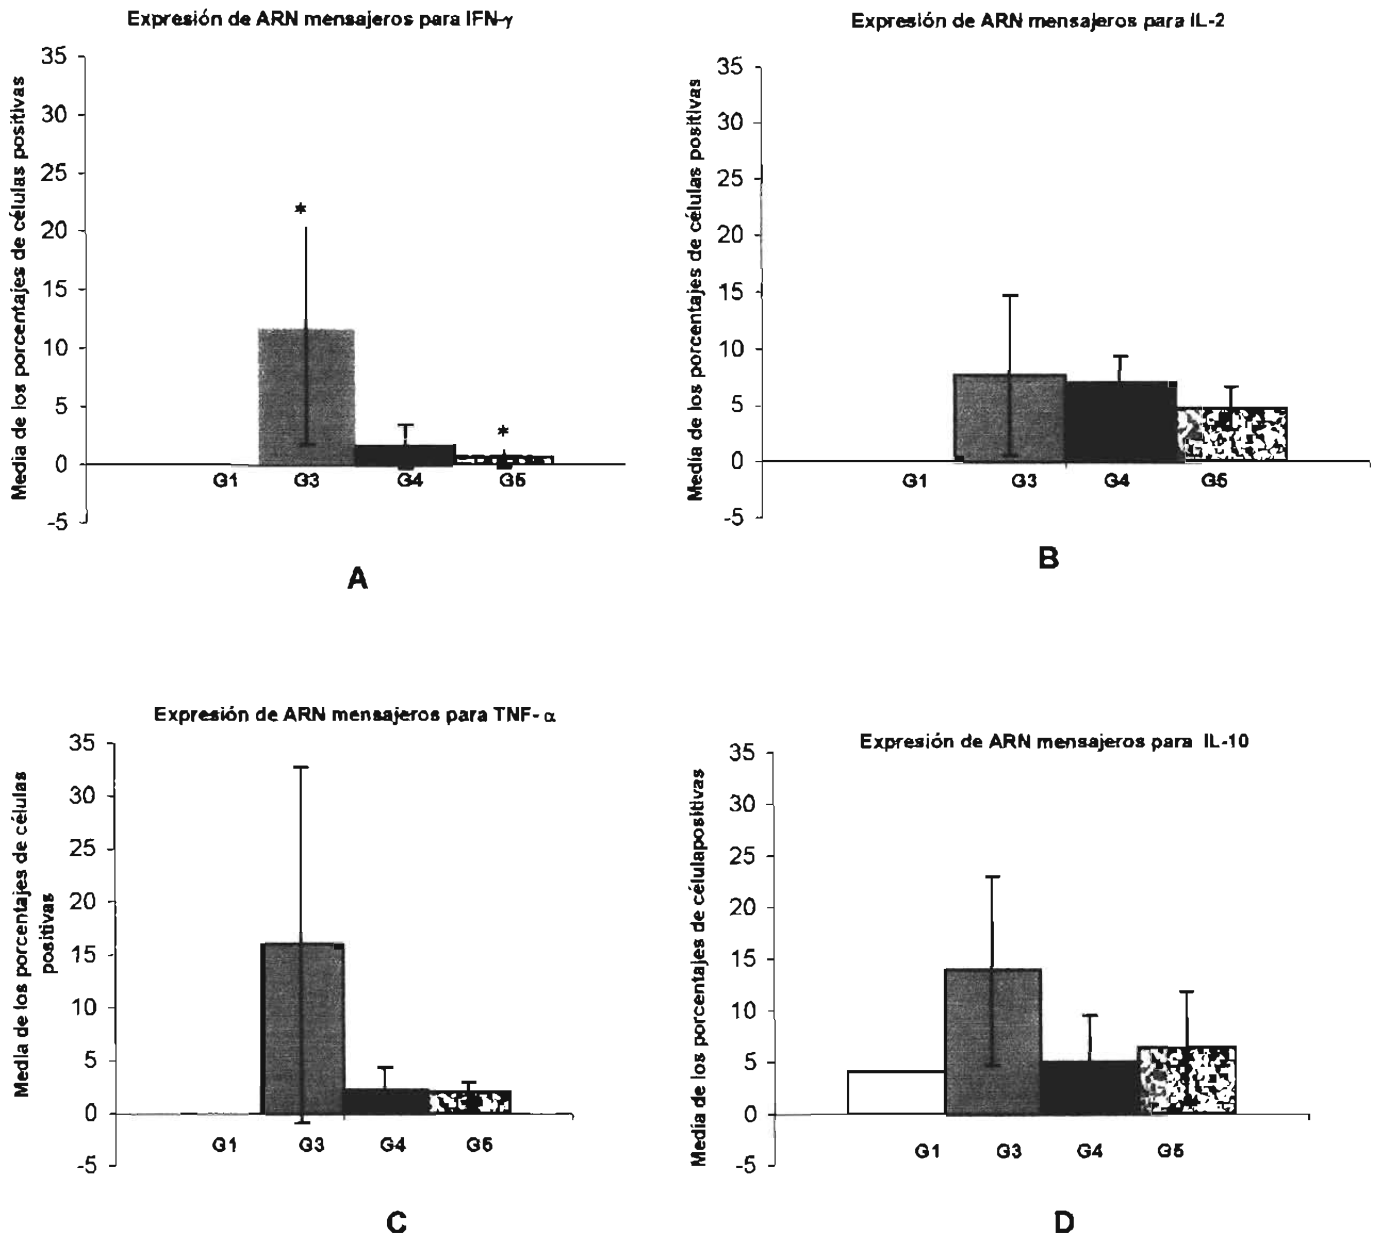 Expresión de ARN mensajeros para IFN-γ
Media de los porcentajes de células positivas
35
30
25
20
15
10
5
0
-5
*
*
G1 G3 G4 G5
A
Expresión de ARN mensajeros para IL-2
Media de los porcentajes de células positivas
35
30
25
20
15
10
5
0
-5
G1 G3 G4 G5
B
Expresión de ARN mensajeros para TNF- α
Media de los porcentajes de células
positivas
35
30
25
20
15
10
5
0
-5
G1 G3 G4 G5
C
Expresión de ARN mensajeros para IL-10
Media de los porcentajes de célulapositivas
35
30
25
20
15
10
5
0
-5
G1 G3 G4 G5
D